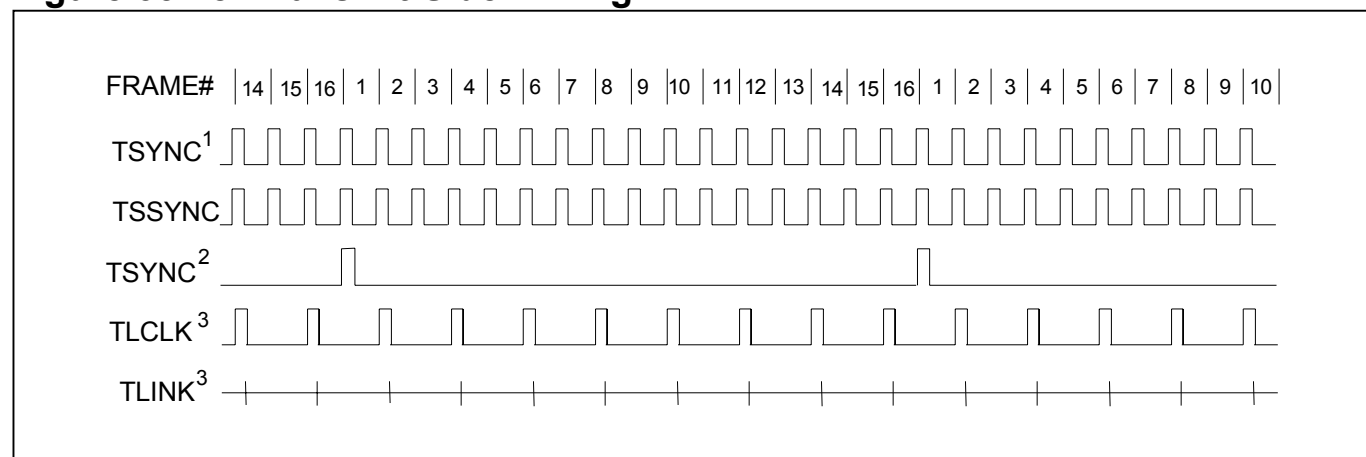 FRAME# 14 15 16 1 2 3 4 5 6 7 8 9 10 11 12 13 14 15 16 1 2 3 4 5 6 7 8 9 10
TSYNC¹
TSSYNC
TSYNC²
TLCLK³
TLINK³